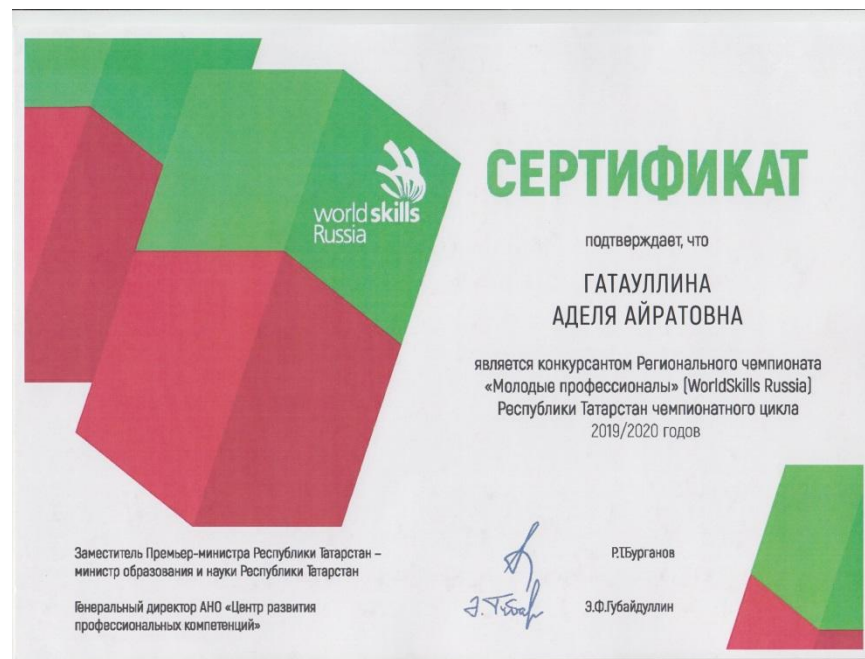 world skills
Russia
СЕРТИФИКАТ
подтверждает, что
ГАТАУЛЛИНА
АДЕЛЯ АЙРАТОВНА
является конкурсантом Регионального чемпионата
«Молодые профессионалы» (WorldSkills Russia)
Республики Татарстан чемпионатного цикла
2019/2020 годов
Заместитель Премьер-министра Республики Татарстан –
министр образования и науки Республики Татарстан
Р.Т.Бурганов
Генеральный директор АНО «Центр развития
профессиональных компетенций»
Э.Ф.Губайдуллин